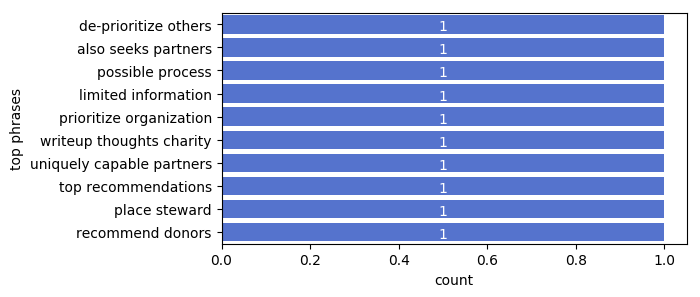 top phrases
de-prioritize others 1
also seeks partners 1
possible process 1
limited information 1
prioritize organization 1
writeup thoughts charity 1
uniquely capable partners 1
top recommendations 1
place steward 1
recommend donors 1
0.0 0.2 0.4 0.6 0.8 1.0
count